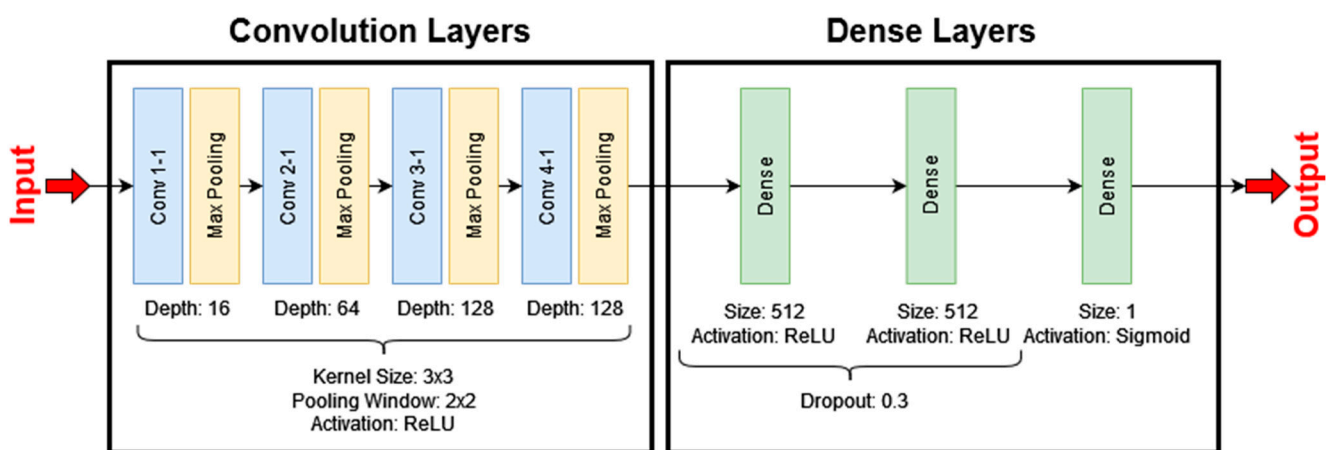 Convolution Layers
Dense Layers
Input
Conv 1-1
Max Pooling
Conv 2-1
Max Pooling
Conv 3-1
Max Pooling
Conv 4-1
Max Pooling
Dense
Dense
Dense
Output
Depth: 16
Depth: 64
Depth: 128
Depth: 128
Kernel Size: 3x3
Pooling Window: 2x2
Activation: ReLU
Size: 512
Activation: ReLU
Size: 512
Activation: ReLU
Size: 1
Activation: Sigmoid
Dropout: 0.3